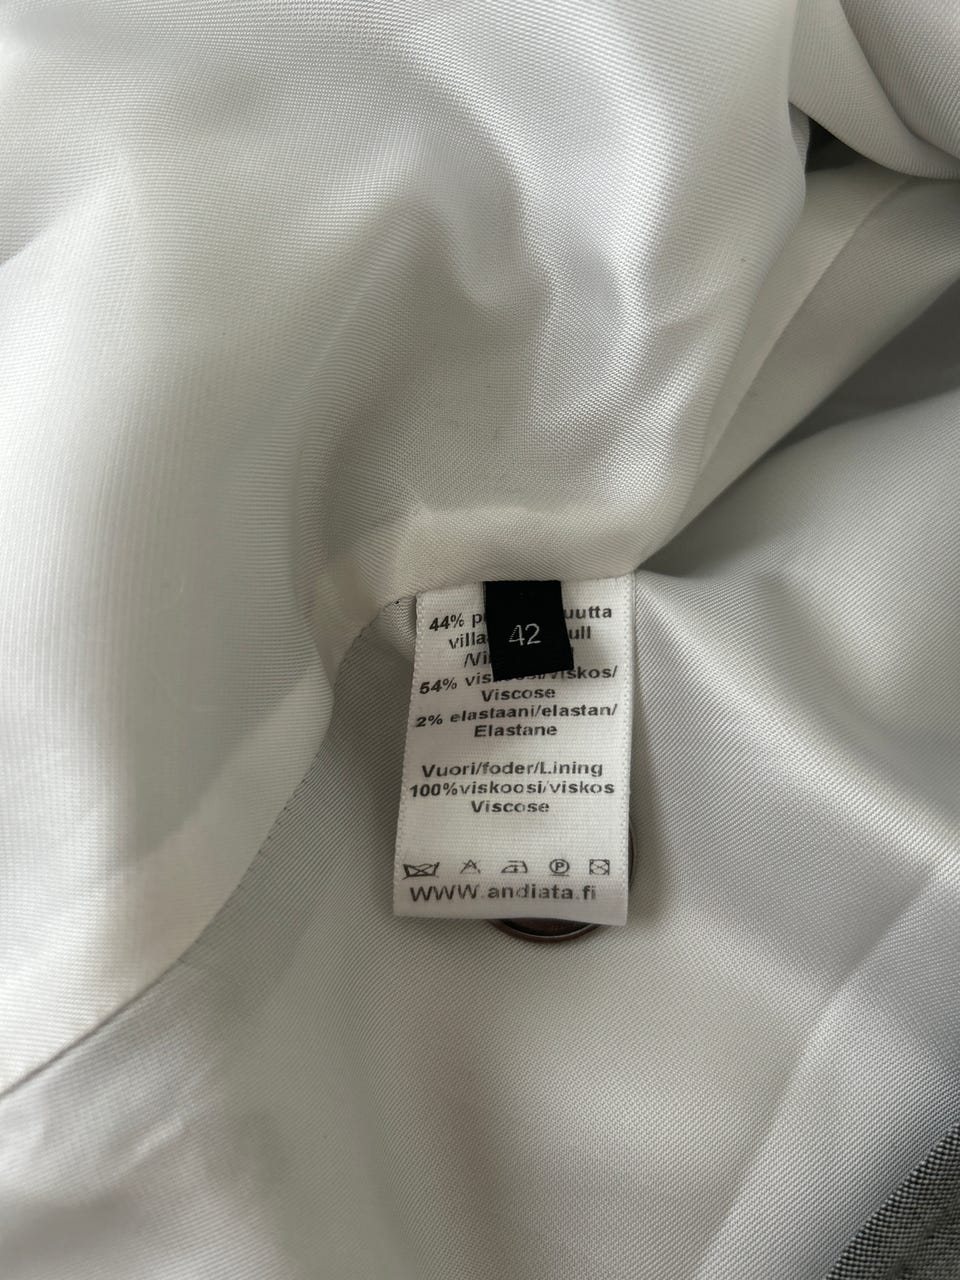 42
44%
54% viskoosi/viskos/
Viscose
2% elastaani/elastan/
Elastane
Vuori/foder/Lining
100%viskoosi/viskos
Viscose
P
WWW.andiata.fi